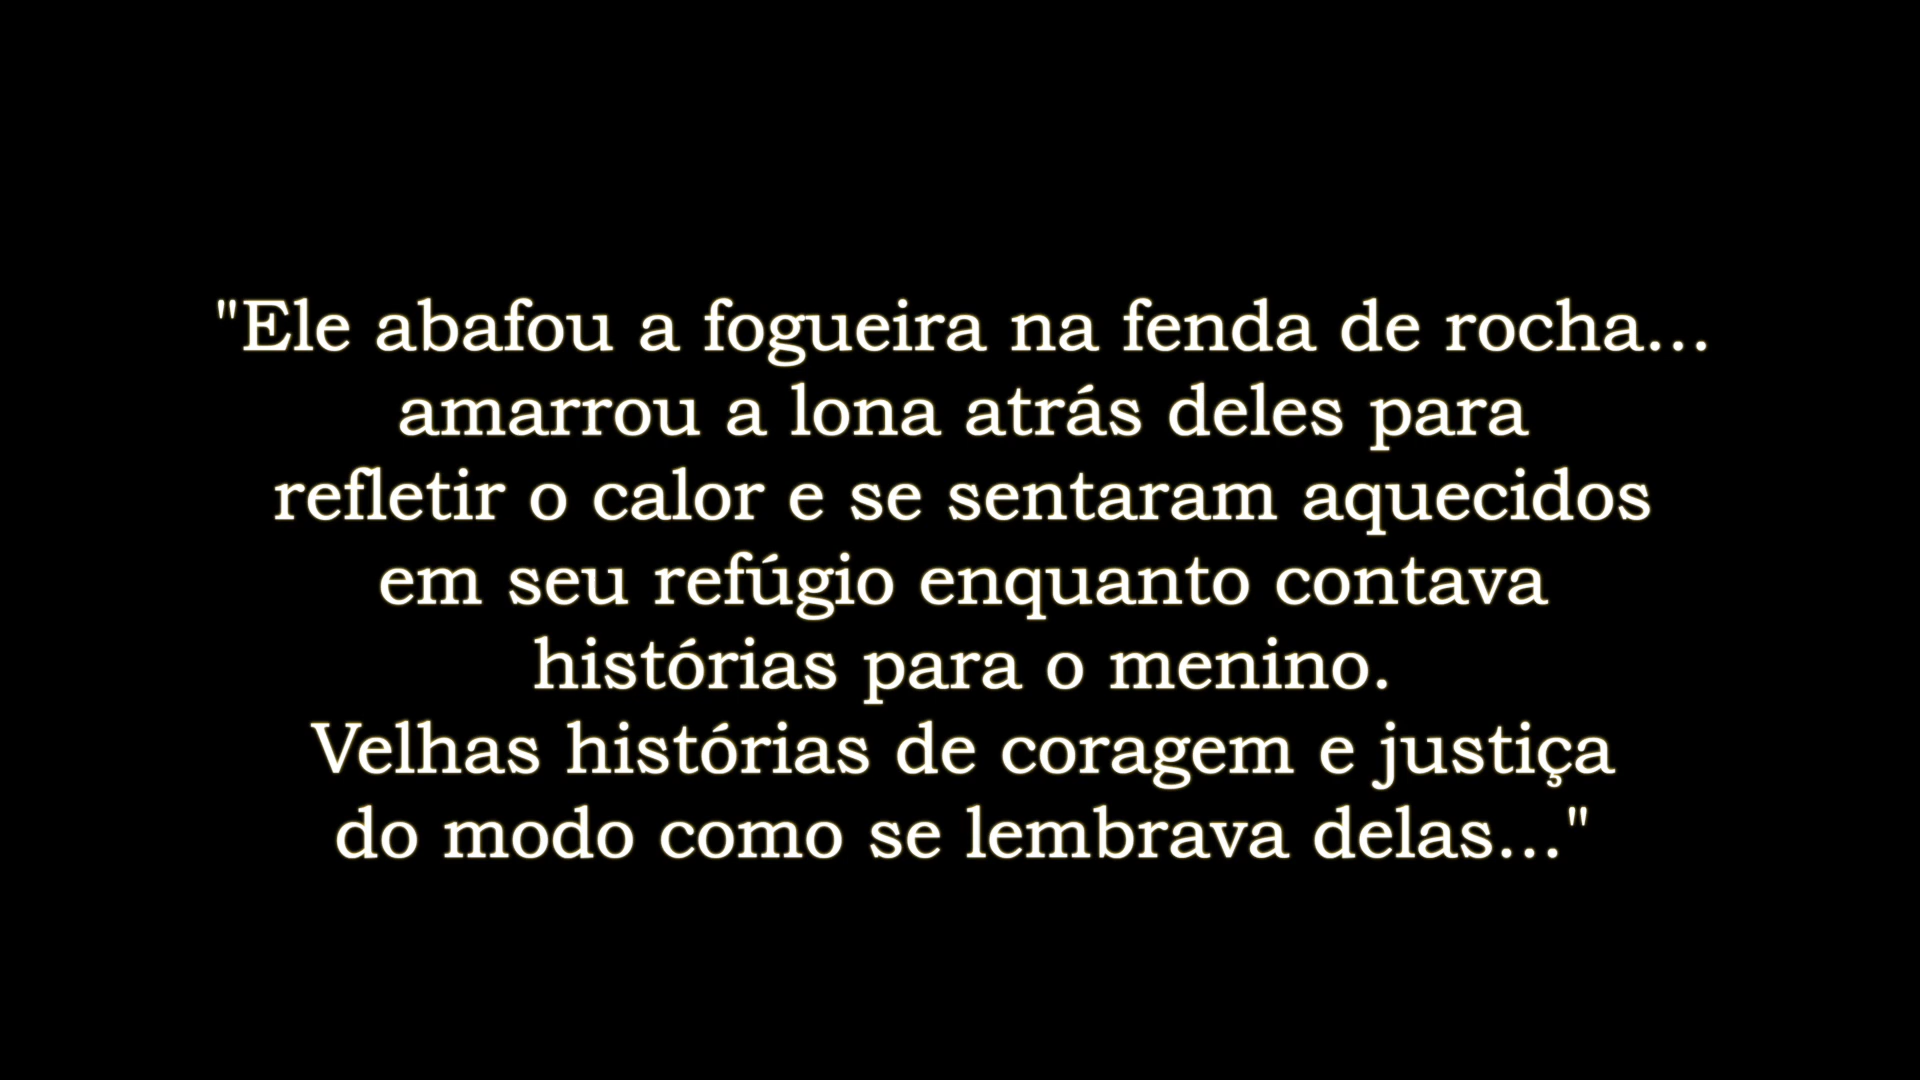 "Ele abafou a fogueira na fenda de rocha...
amarrou a lona atrás deles para
refletir o calor e se sentaram aquecidos
em seu refúgio enquanto contava
histórias para o menino.
Velhas histórias de coragem e justiça
do modo como se lembrava delas..."